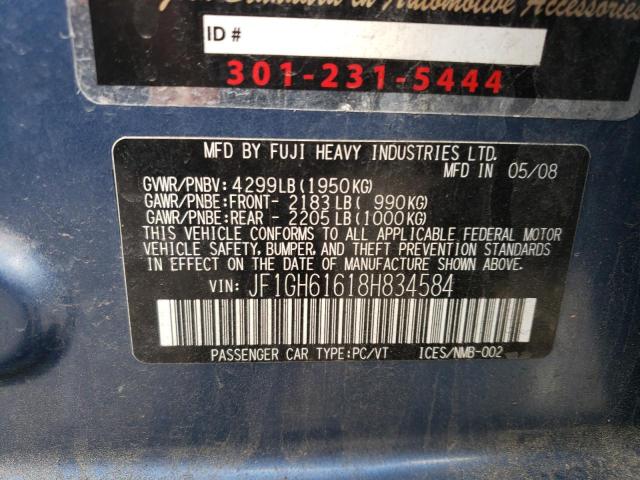 in Automotive Accessories
ID #
301-231-5444
MFD BY FUJI HEAVY INDUSTRIES LTD.
MFD IN 05/08
GVWR/PNBV: 4299LB(1950KG)
GAWR/PNBE:FRONT- 2183LB( 990KG)
GAWR/PNBE:REAR - 2205LB(1000KG)
THIS VEHICLE CONFORMS TO ALL APPLICABLE FEDERAL MOTOR
VEHICLE SAFETY, BUMPER, AND THEFT PREVENTION STANDARDS
IN EFFECT ON THE DATE OF MANUFACTURE SHOWN ABOVE.
VIN: JF1GH61618H834584
PASSENGER CAR TYPE:PC/VT ICES/NMB-002